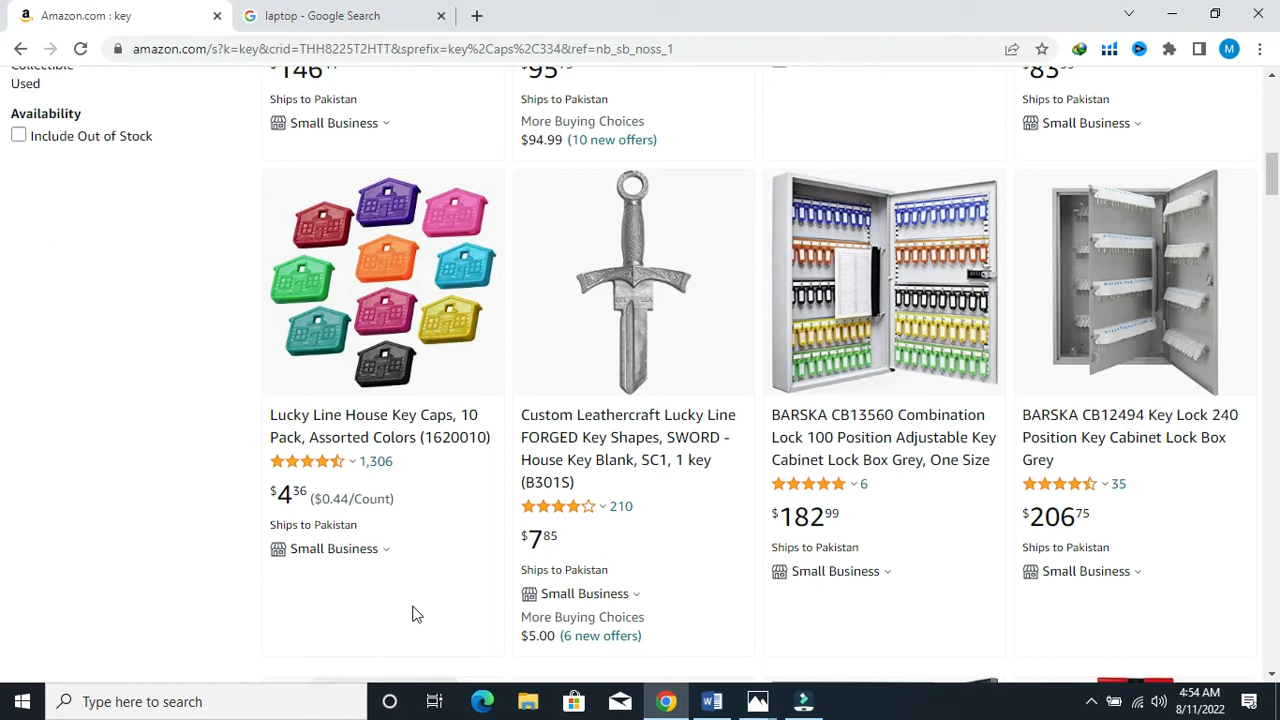 Amazon.com : key
laptop - Google Search
amazon.com/s?k=key&crid=THH8225T2HTT&sprefix=key%2Caps%2C334&ref=nb_sb_noss_1
M
Collectible
Used
Availability
Include Out of Stock
$146
Ships to Pakistan
Small Business
$95
Ships to Pakistan
More Buying Choices
$94.99 (10 new offers)
$83
Ships to Pakistan
Small Business
Lucky Line House Key Caps, 10
Pack, Assorted Colors (1620010)
1,306
$4 36 ($0.44/Count)
Ships to Pakistan
Small Business
Custom Leathercraft Lucky Line
FORGED Key Shapes, SWORD -
House Key Blank, SC1, 1 key
(B301S)
210
$7 85
Ships to Pakistan
Small Business
More Buying Choices
$5.00 (6 new offers)
BARSKA CB13560 Combination
Lock 100 Position Adjustable Key
Cabinet Lock Box Grey, One Size
6
$182 99
Ships to Pakistan
Small Business
BARSKA CB12494 Key Lock 240
Position Key Cabinet Lock Box
Grey
35
$206 75
Ships to Pakistan
Small Business
Type here to search
4:54 AM
8/11/2022